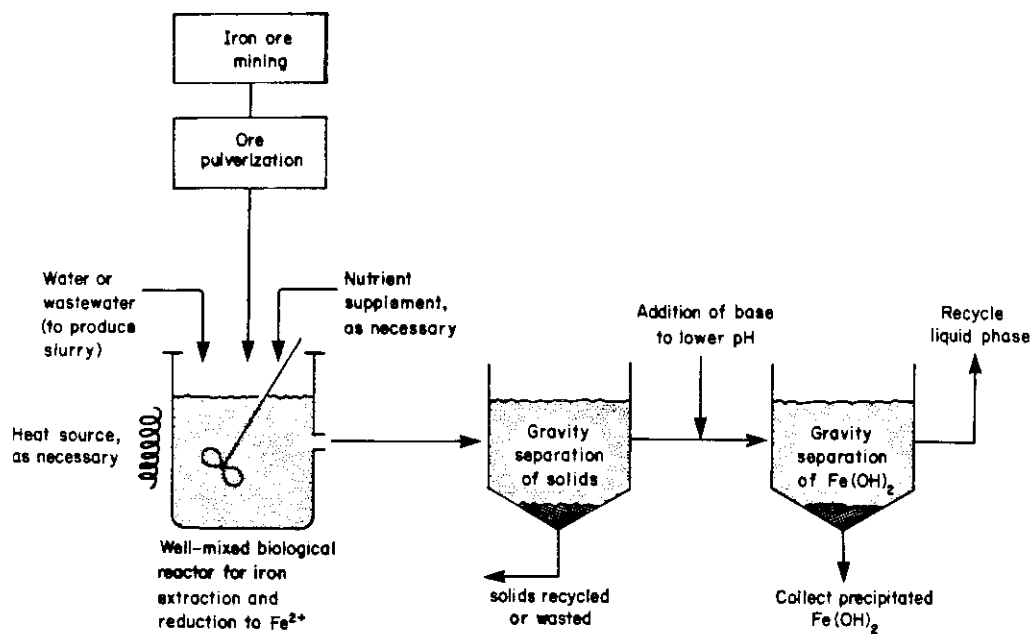 Iron ore
mining
Ore
pulverization
Water or
wastewater
(to produce
slurry)
Nutrient
supplement,
as necessary
Heat source,
as necessary
Well-mixed biological
reactor for iron
extraction and
reduction to Fe²⁺
Gravity
separation
of solids
solids recycled
or wasted
Addition of base
to lower pH
Gravity
separation
of Fe(OH)₂
Recycle
liquid phase
Collect precipitated
Fe(OH)₂